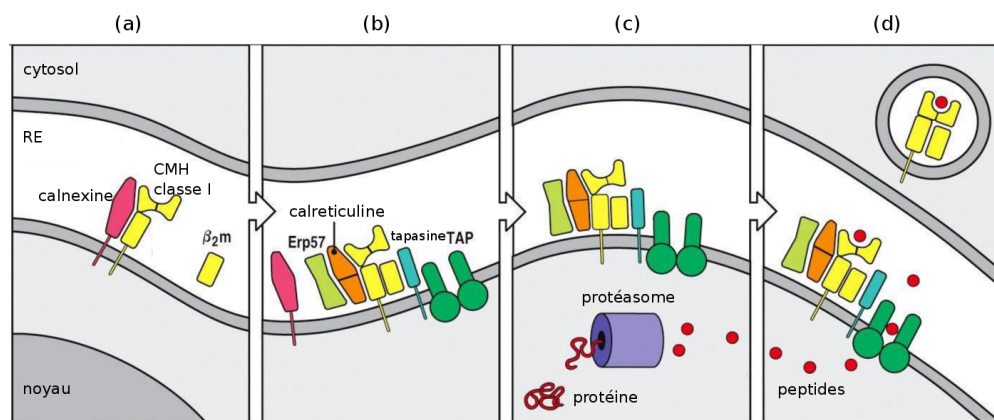 (a)
(b)
(c)
(d)
cytosol
RE
CMH
classe I
calnexine
β₂m
noyau
calreticuline
Erp57
tapasine
TAP
protéasome
protéine
peptides